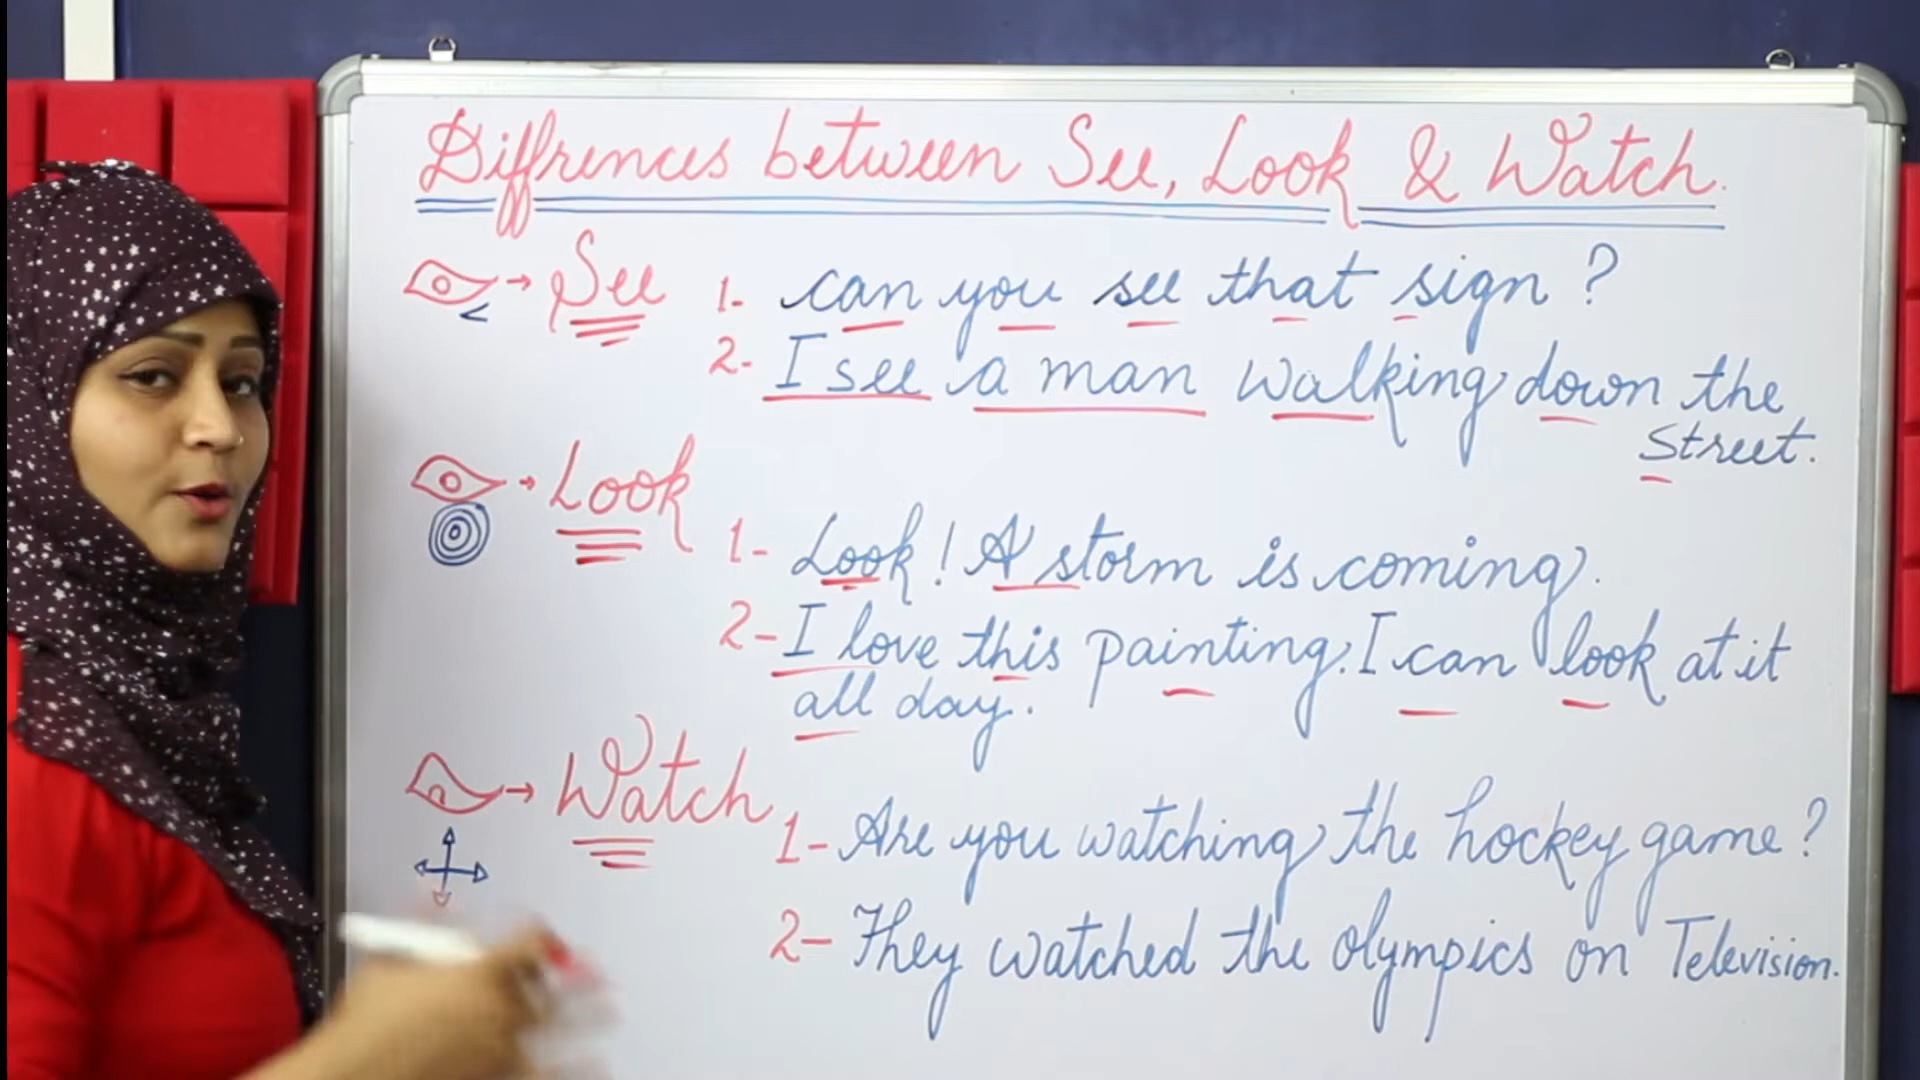 Diffrences between See, Look & Watch.
→ See 1- can you see that sign ?
2- I see a man walking down the
street.
→ Look
1- Look! A storm is coming.
2- I love this painting. I can look at it
all day.
→ Watch
1- Are you watching the hockey game?
2- They watched the olympics on Television.